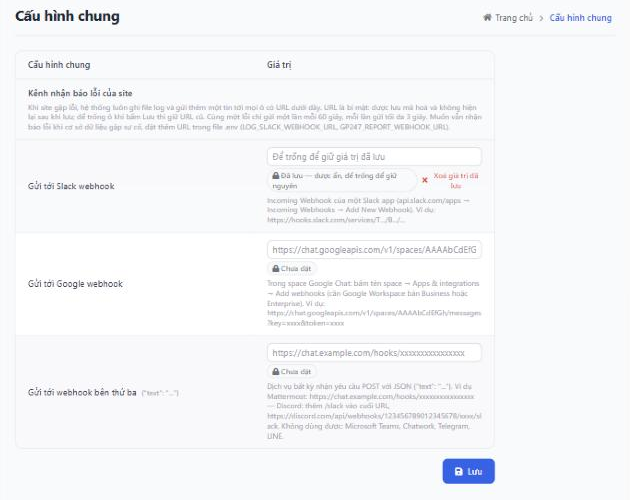 Cấu hình chung
Trang chủ > Cấu hình chung
Cấu hình chung Giá trị
Kênh nhận báo lỗi của site
Khi site gặp lỗi, hệ thống luôn ghi file log và gửi thêm một tin tới mọi ô có URL dưới đây. URL là bí mật: được lưu mã hoá và không hiện
lại sau khi lưu; để trống ô khi bấm Lưu thì giữ URL cũ. Cùng một lỗi chỉ gửi một lần mỗi 60 giây, mỗi lần gửi tối đa 3 giây. Muốn vẫn nhận
báo lỗi khi cơ sở dữ liệu gặp sự cố, đặt thêm URL trong file .env (LOG_SLACK_WEBHOOK_URL, GP247_REPORT_WEBHOOK_URL).
Gửi tới Slack webhook
Để trống để giữ giá trị đã lưu
Đã lưu — được ẩn, để trống để giữ
nguyên
Xoá giá trị đã
lưu
Incoming Webhook của một Slack app (api.slack.com/apps →
Incoming Webhooks → Add New Webhook). Ví dụ:
https://hooks.slack.com/services/T.../B.../...
Gửi tới Google webhook
https://chat.googleapis.com/v1/spaces/AAAAbCdEfG
Chưa đặt
Trong space Google Chat: bấm tên space → Apps & integrations
→ Add webhooks (cần Google Workspace bản Business hoặc
Enterprise). Ví dụ:
https://chat.googleapis.com/v1/spaces/AAAAbCdEfGh/messages
?key=xxxx&token=xxxx
Gửi tới webhook bên thứ ba {"text": "..."}
https://chat.example.com/hooks/xxxxxxxxxxxxxxxx
Chưa đặt
Dịch vụ bất kỳ nhận yêu cầu POST với JSON {"text": "..."}. Ví dụ
Mattermost: https://chat.example.com/hooks/xxxxxxxxxxxxxxxx
— Discord: thêm /slack vào cuối URL,
https://discord.com/api/webhooks/123456789012345678/xxxx/sl
ack. Không dùng được: Microsoft Teams, Chatwork, Telegram,
LINE.
Lưu